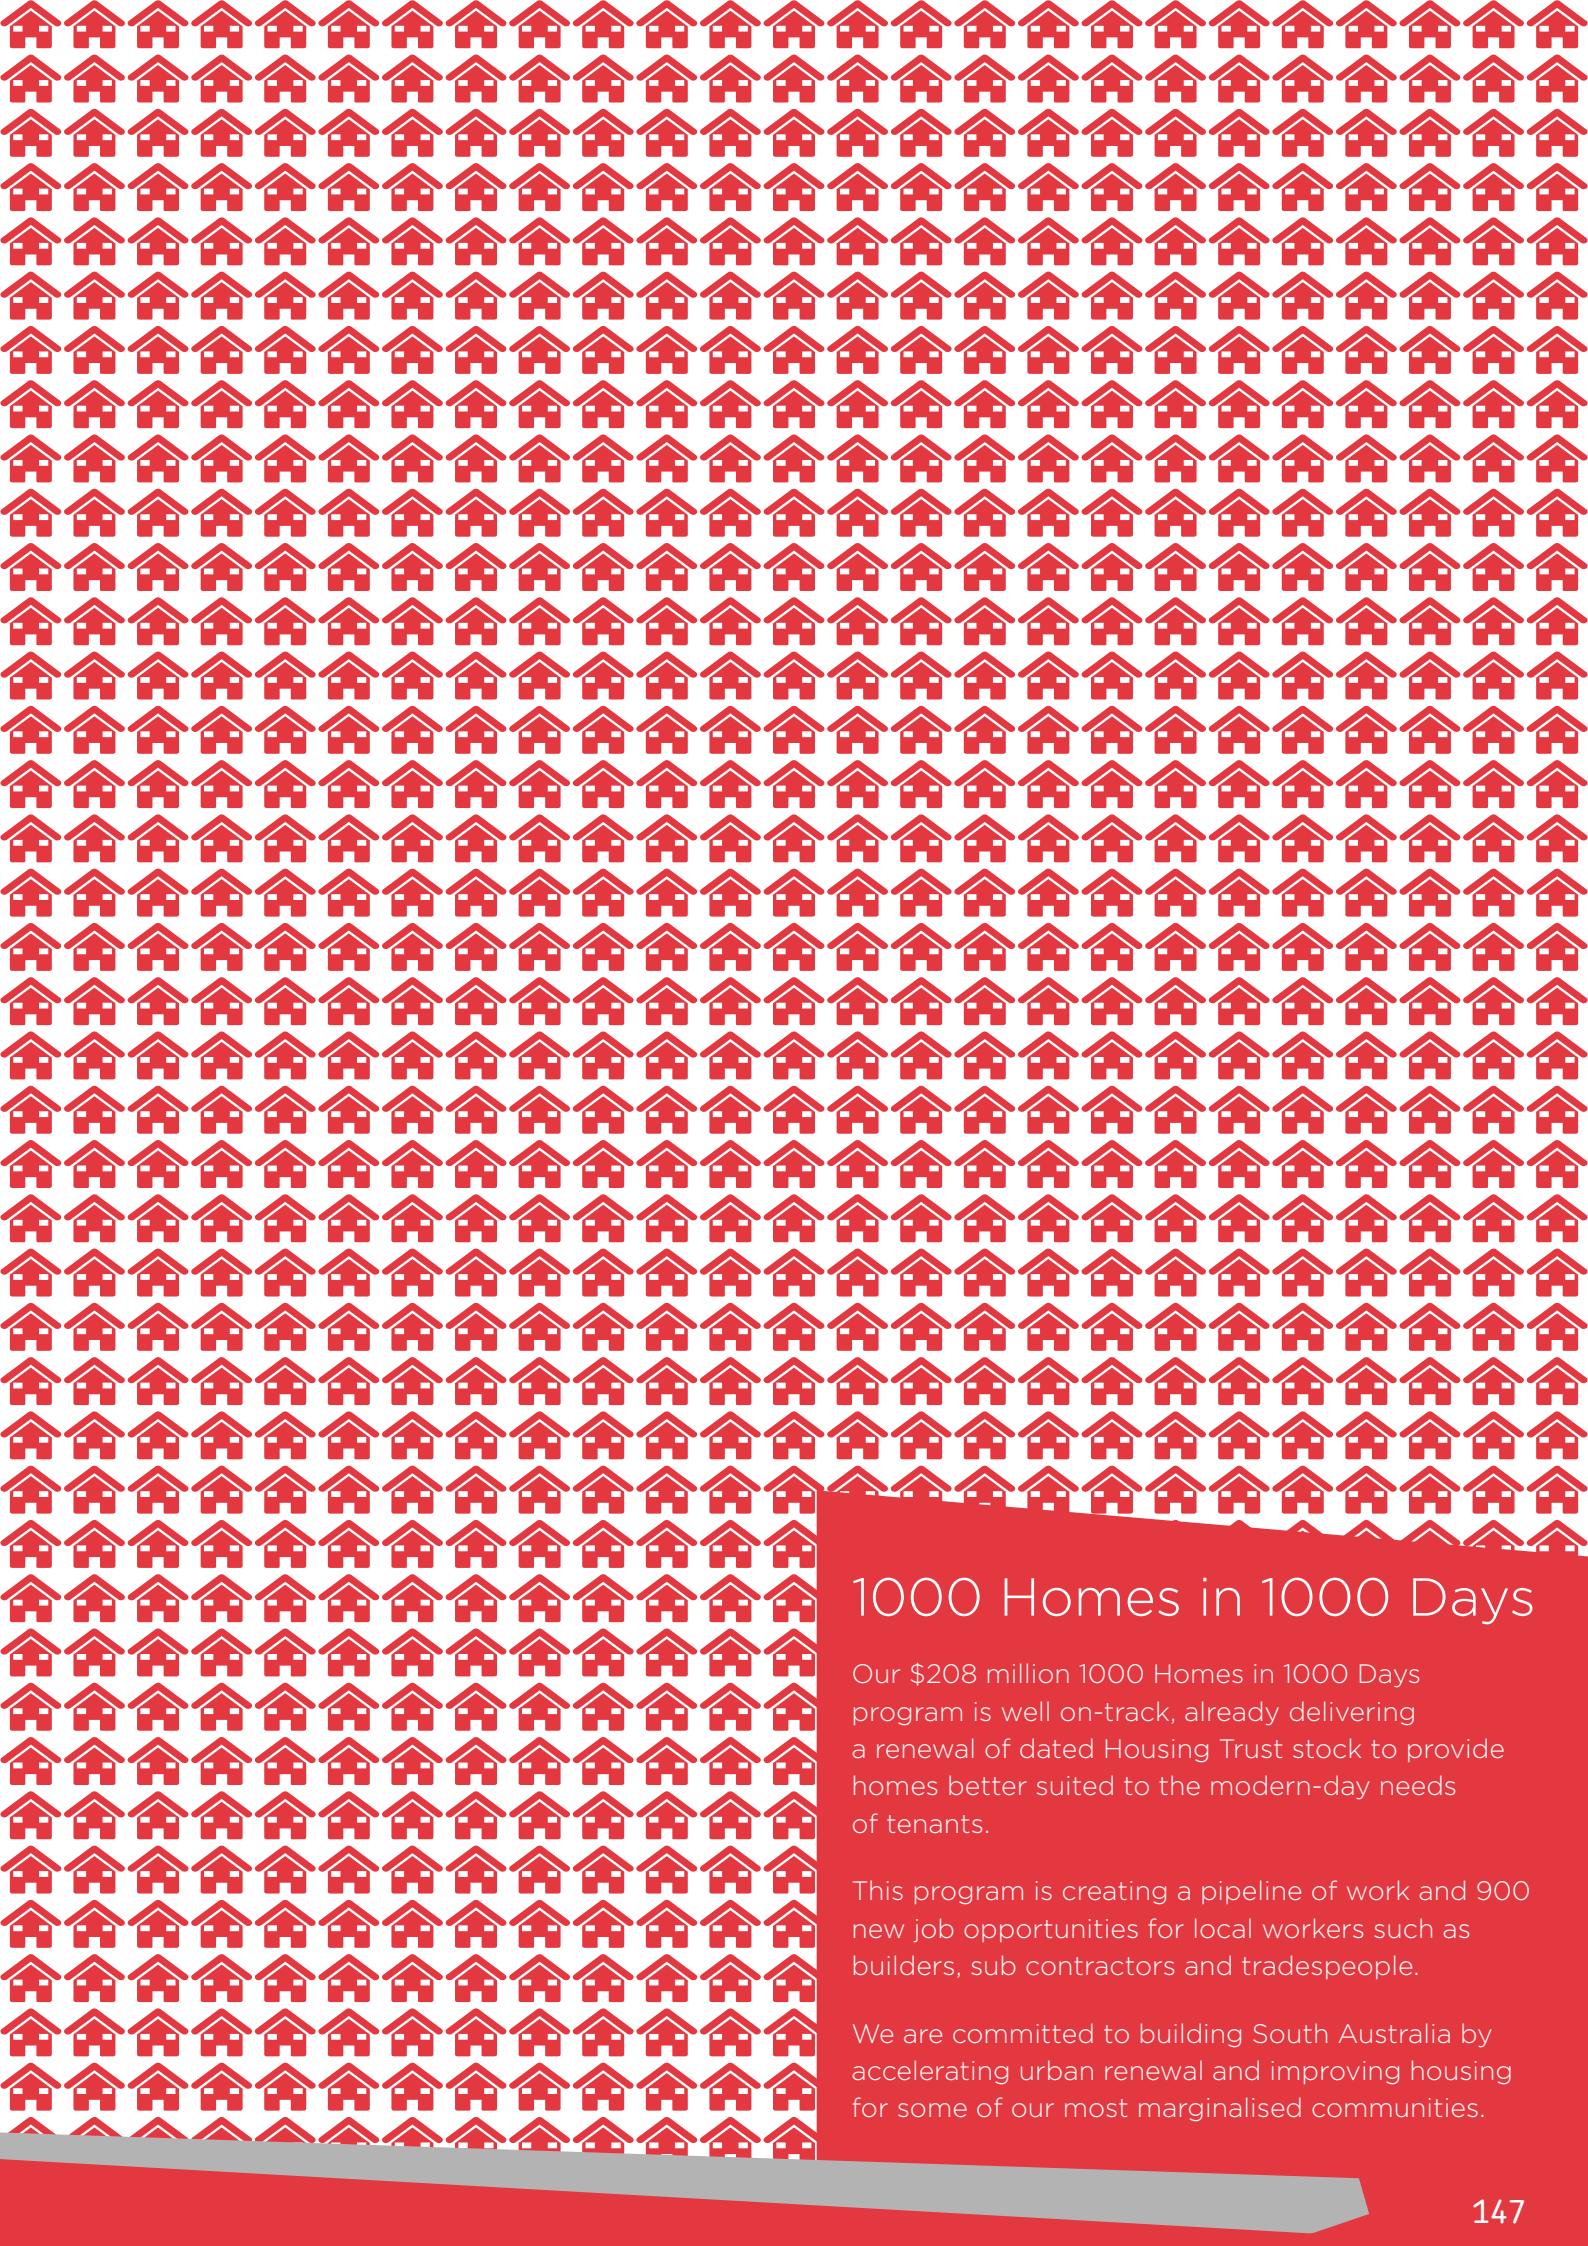 1000 Homes in 1000 Days
Our $208 million 1000 Homes in 1000 Days
program is well on-track, already delivering
a renewal of dated Housing Trust stock to provide
homes better suited to the modern-day needs
of tenants.
This program is creating a pipeline of work and 900
new job opportunities for local workers such as
builders, sub contractors and tradespeople.
We are committed to building South Australia by
accelerating urban renewal and improving housing
for some of our most marginalised communities.
147